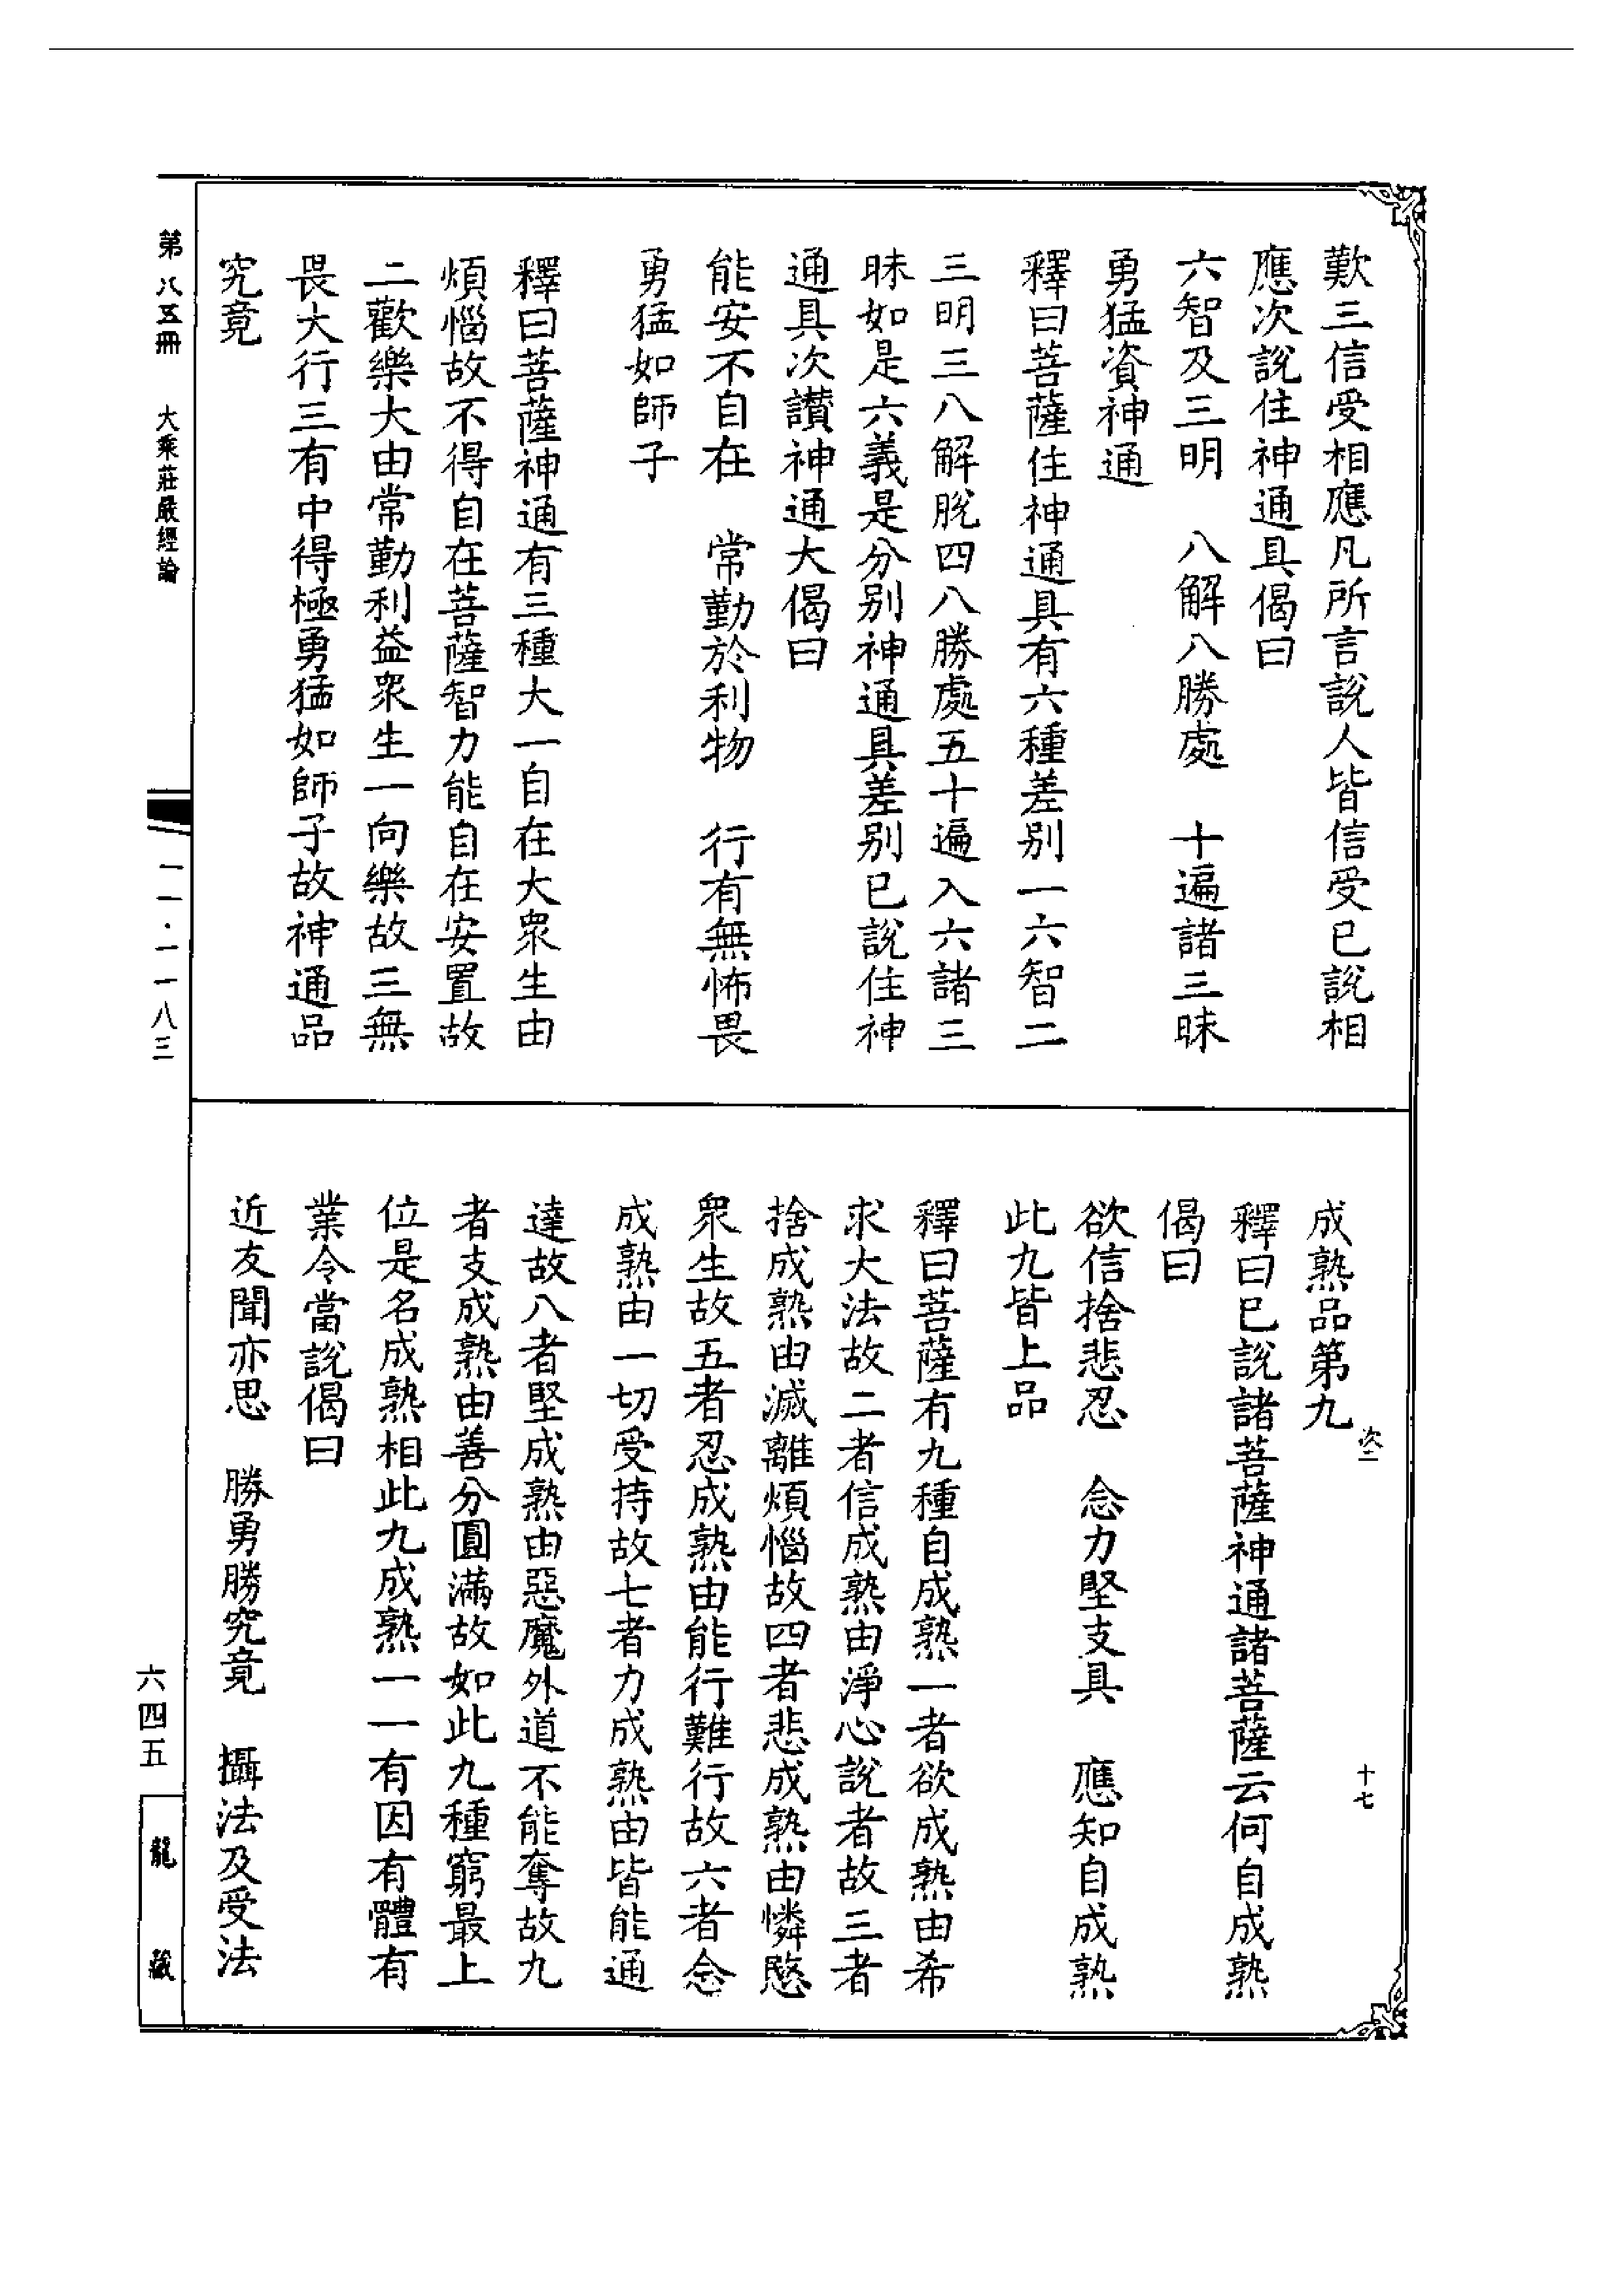 歎三信受相應凡所言說人皆信受已說相
應次說住神通具偈曰
六智及三明　八解八勝處　十遍諸三昧
勇猛資神通
釋曰菩薩住神通具有六種差别一六智二
三明三八解脫四八勝處五十遍入六諸三
昧如是六義是分别神通具差别已說住神
通具次讚神通大偈曰
能安不自在　常勤於利物　行有無怖畏
勇猛如師子
釋曰菩薩神通有三種大一自在大衆生由
煩惱故不得自在菩薩智力能自在安置故
二歡樂大由常勤利益衆生一向樂故三無
畏大行三有中得極勇猛如師子故神通品
究竟
成熟品第九
釋曰已說諸菩薩神通諸菩薩云何自成熟
偈曰
欲信捨悲忍　念力堅支具　應知自成熟
此九皆上品
釋曰菩薩有九種自成熟一者欲成熟由希
求大法故二者信成熟由淨心說者故三者
捨成熟由滅離煩惱故四者悲成熟由憐愍
衆生故五者忍成熟由能行難行故六者念
成熟由一切受持故七者力成熟由皆能通
達故八者堅成熟由惡魔外道不能奪故九
者支成熟由善分圓滿故如此九種窮最上
位是名成熟相此九成熟一一有因有體有
業今當說偈曰
近友聞亦思　勝勇勝究竟　攝法及受法
次二
十七
第八五冊　大乘莊嚴經論
一一·一一八三
六四五
龍藏